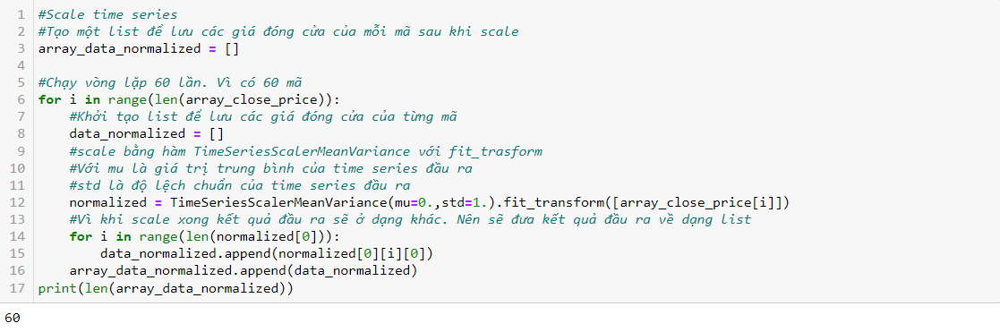 1 #Scale time series
2 #Tạo một list để lưu các giá đóng cửa của mỗi mã sau khi scale
3 array_data_normalized = []
4
5 #Chạy vòng lặp 60 lần. Vì có 60 mã
6 for i in range(len(array_close_price)):
7     #Khởi tạo list để lưu các giá đóng cửa của từng mã
8     data_normalized = []
9     #scale bằng hàm TimeSeriesScalerMeanVariance với fit_trasform
10     #Với mu là giá trị trung bình của time series đầu ra
11     #std là độ lệch chuẩn của time series đầu ra
12     normalized = TimeSeriesScalerMeanVariance(mu=0.,std=1.).fit_transform([array_close_price[i]])
13     #Vì khi scale xong kết quả đầu ra sẽ ở dạng khác. Nên sẽ đưa kết quả đầu ra về dạng list
14     for i in range(len(normalized[0])):
15         data_normalized.append(normalized[0][i][0])
16     array_data_normalized.append(data_normalized)
17 print(len(array_data_normalized))
60